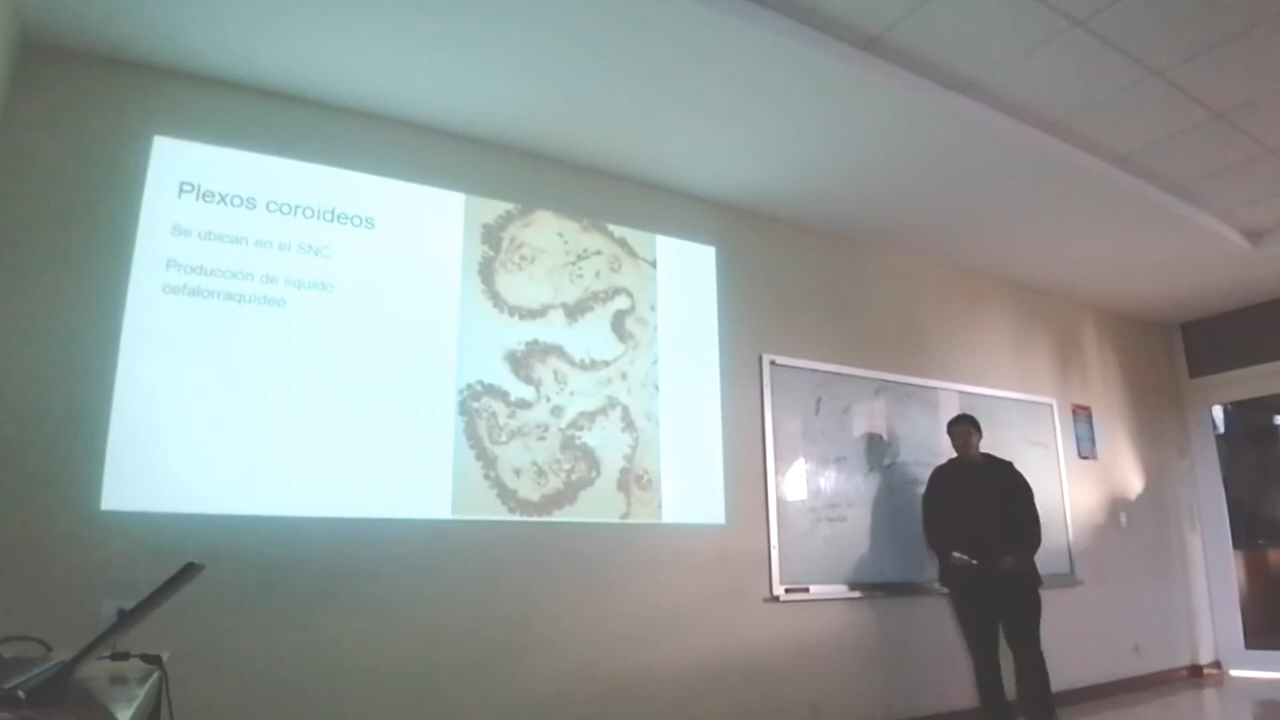 Plexos coroideos
Se ubican en el SNC
Producción de líquido
cefalorraquídeo